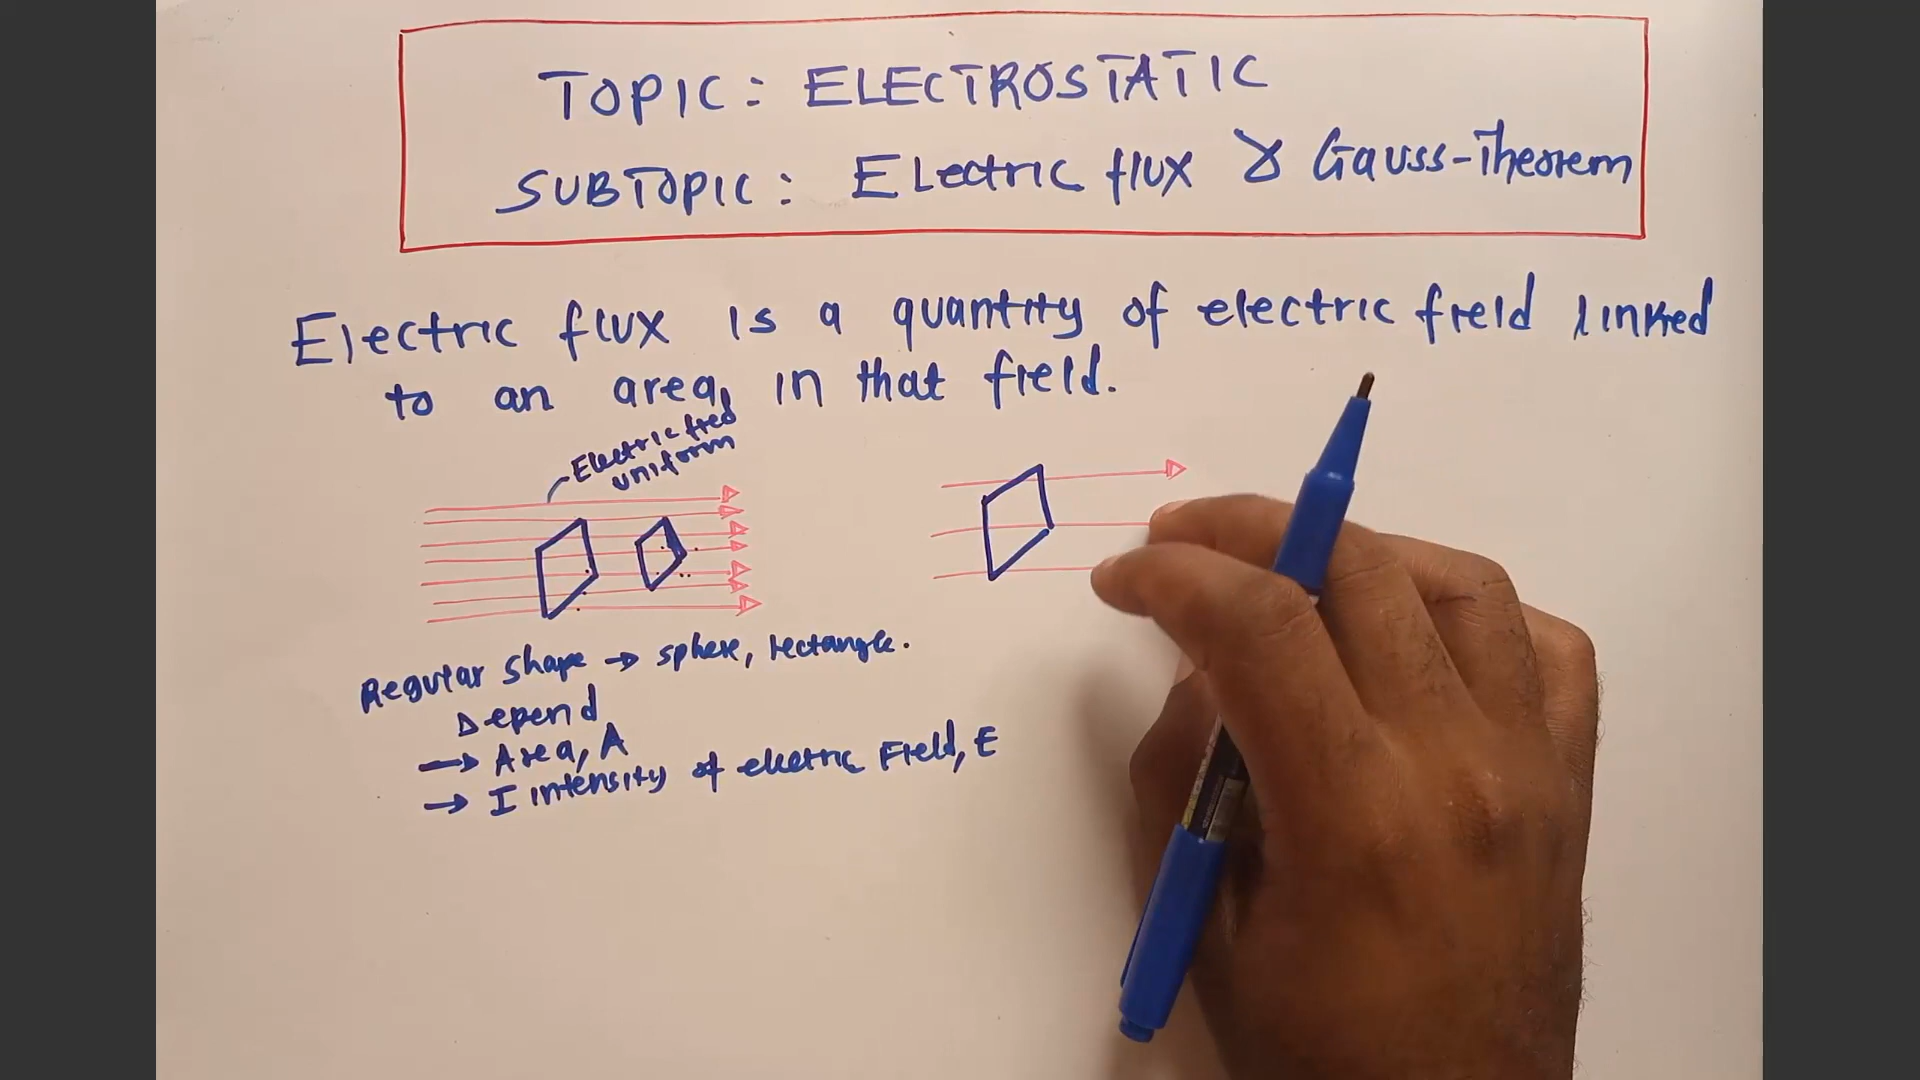 TOPIC: ELECTROSTATIC
SUBTOPIC: Electric flux & Gauss-Theorem
Electric flux is a quantity of electric field linked
to an area, in that field.
Electric fied
uniform
Regular shape → sphere, rectangle.
Depend
→ Area, A
→ I intensity of electric Field, E